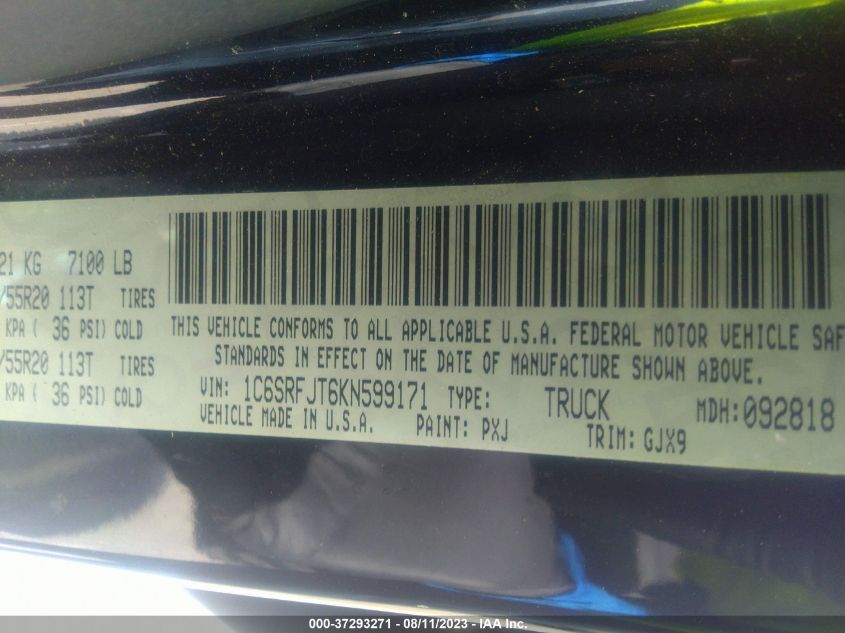 21 KG 7100 LB
/55R20 113T TIRES
KPA ( 36 PSI) COLD
/55R20 113T TIRES
KPA ( 36 PSI) COLD
THIS VEHICLE CONFORMS TO ALL APPLICABLE U.S.A. FEDERAL MOTOR VEHICLE SAF
STANDARDS IN EFFECT ON THE DATE OF MANUFACTURE SHOWN ABOVE.
VIN: 1C6SRFJT6KN599171 TYPE: TRUCK MDH:092818
VEHICLE MADE IN U.S.A. PAINT: PXJ TRIM: GJX9
000-37293271 - 08/11/2023 - IAA Inc.